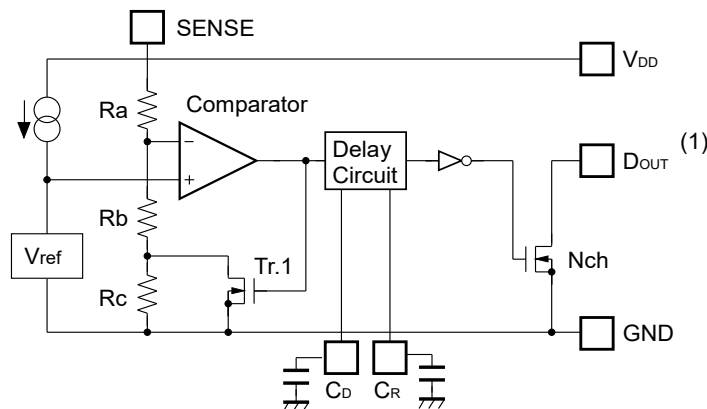 SENSE
VDD
Ra
Comparator
−
+
Delay
Circuit
DOUT (1)
Rb
Vref
Tr.1
Nch
Rc
GND
CD
CR